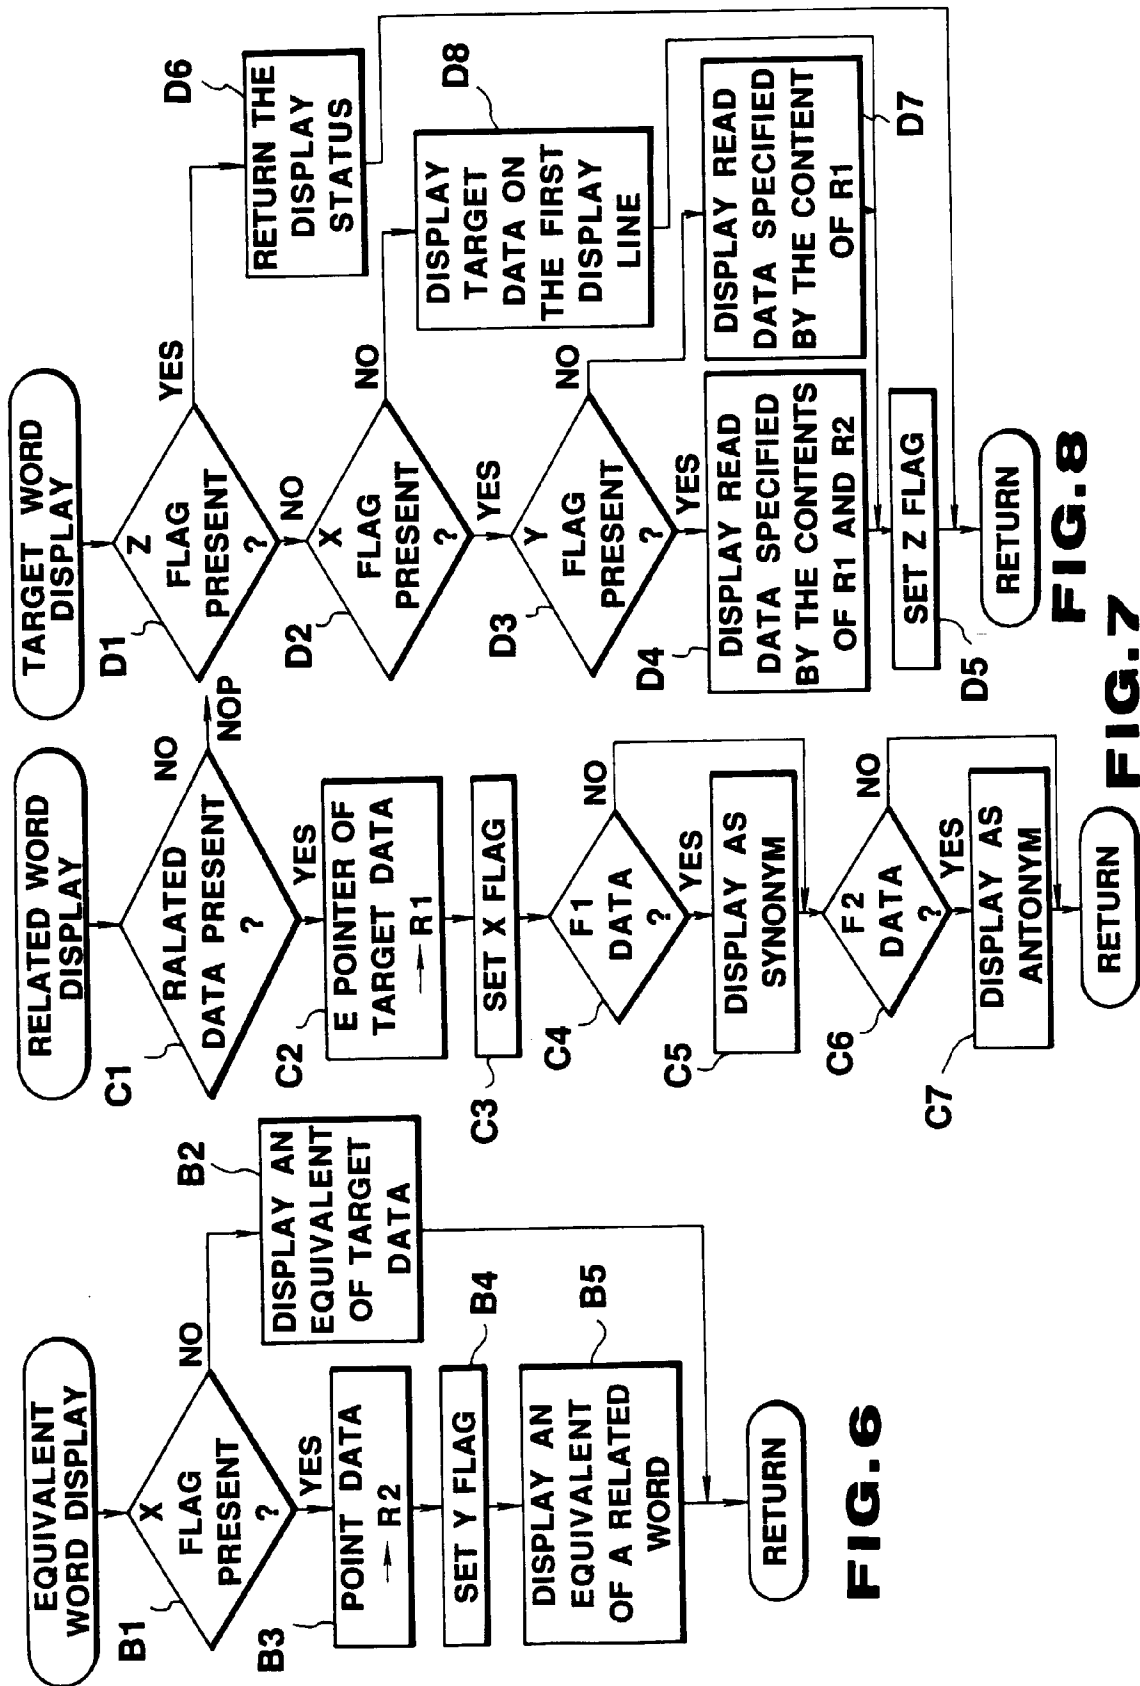 EQUIVALENT
WORD DISPLAY
B1
X
FLAG
PRESENT
?
NO
YES
B2
DISPLAY AN
EQUIVALENT
OF TARGET
DATA
B3
POINT DATA
→ R2
B4
SET Y FLAG
B5
DISPLAY AN
EQUIVALENT
OF A RELATED
WORD
RETURN
FIG.6
RELATED WORD
DISPLAY
C1
RALATED
DATA PRESENT
?
NO
NOP
YES
C2
E POINTER OF
TARGET DATA
→ R1
C3
SET X FLAG
C4
F1
DATA
?
NO
YES
C5
DISPLAY AS
SYNONYM
C6
F2
DATA
?
NO
YES
C7
DISPLAY AS
ANTONYM
RETURN
FIG.7
TARGET WORD
DISPLAY
D1
Z
FLAG
PRESENT
?
YES
NO
D6
RETURN THE
DISPLAY
STATUS
D2
X
FLAG
PRESENT
?
NO
YES
D8
DISPLAY
TARGET
DATA ON
THE FIRST
DISPLAY
LINE
D3
Y
FLAG
PRESENT
?
NO
YES
D4
DISPLAY READ
DATA SPECIFIED
BY THE CONTENTS
OF R1 AND R2
D7
DISPLAY READ
DATA SPECIFIED
BY THE CONTENT
OF R1
D5
SET Z FLAG
RETURN
FIG.8